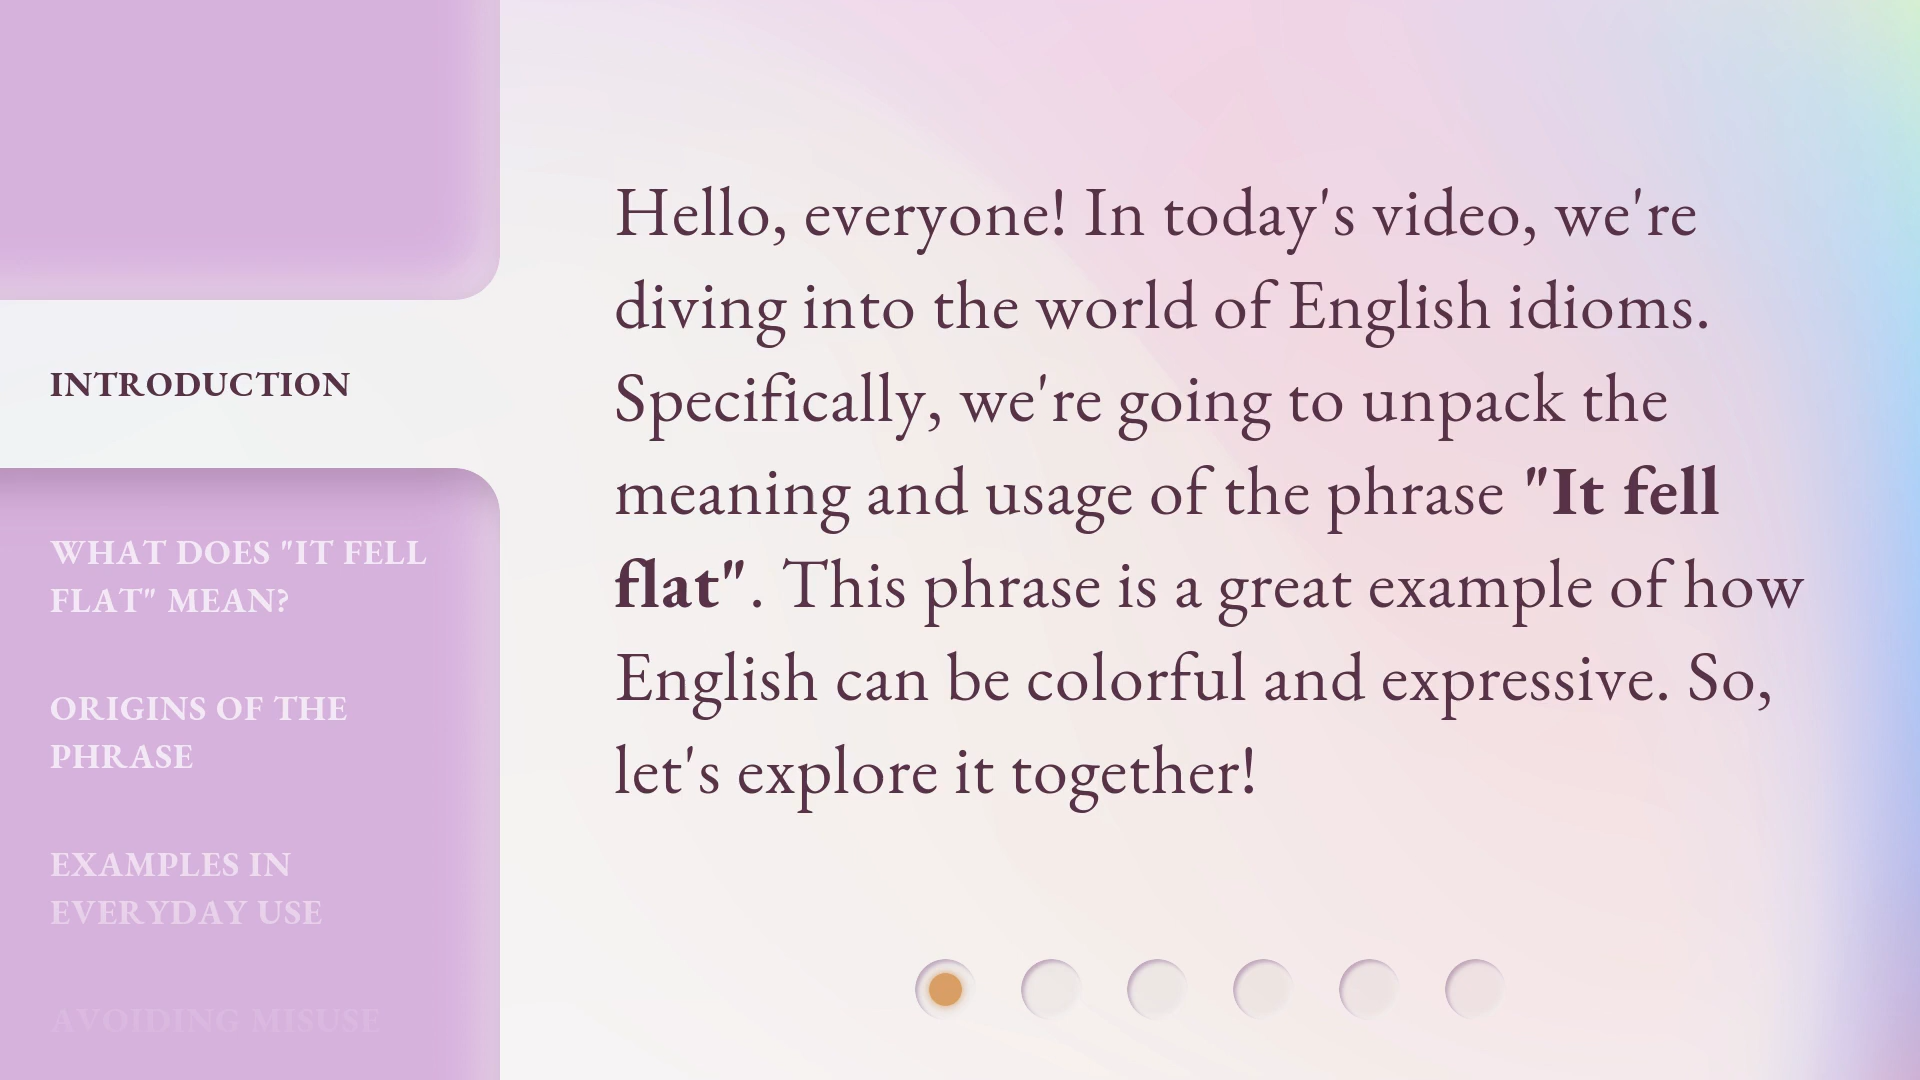 INTRODUCTION
WHAT DOES "IT FELL
FLAT" MEAN?
ORIGINS OF THE
PHRASE
EXAMPLES IN
EVERYDAY USE
AVOIDING MISUSE
Hello, everyone! In today's video, we're
diving into the world of English idioms.
Specifically, we're going to unpack the
meaning and usage of the phrase "It fell
flat". This phrase is a great example of how
English can be colorful and expressive. So,
let's explore it together!